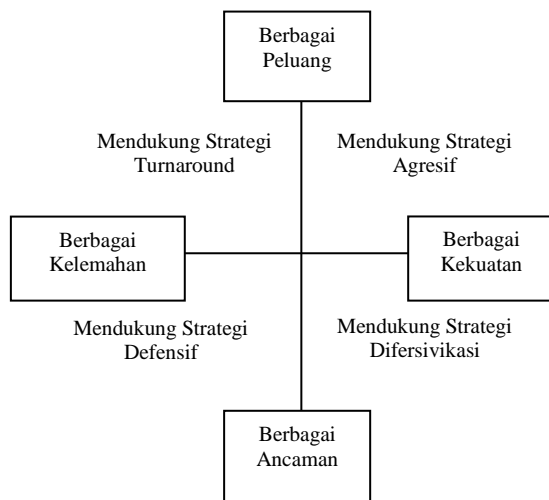 Berbagai
Peluang
Mendukung Strategi
Turnaround
Mendukung Strategi
Agresif
Berbagai
Kelemahan
Berbagai
Kekuatan
Mendukung Strategi
Defensif
Mendukung Strategi
Difersivikasi
Berbagai
Ancaman